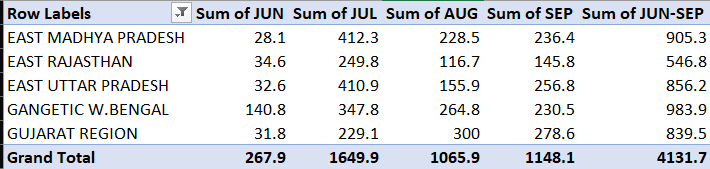 Row Labels Sum of JUN Sum of JUL Sum of AUG Sum of SEP Sum of JUN-SEP
EAST MADHYA PRADESH 28.1 412.3 228.5 236.4 905.3
EAST RAJASTHAN 34.6 249.8 116.7 145.8 546.8
EAST UTTAR PRADESH 32.6 410.9 155.9 256.8 856.2
GANGETIC W.BENGAL 140.8 347.8 264.8 230.5 983.9
GUJARAT REGION 31.8 229.1 300 278.6 839.5
Grand Total 267.9 1649.9 1065.9 1148.1 4131.7